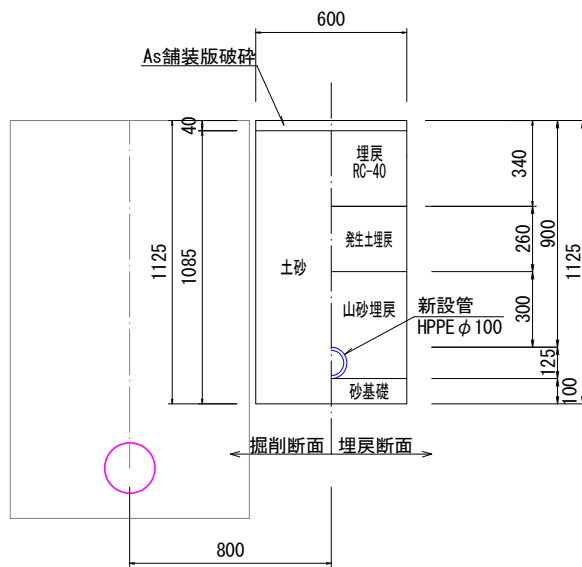 600
As舗装版破砕
40
1125
1085
埋戻
RC-40
発生土埋戻
土砂
山砂埋戻
砂基礎
新設管
HPPEφ100
340
260
300
900
125
100
1125
掘削断面
埋戻断面
800